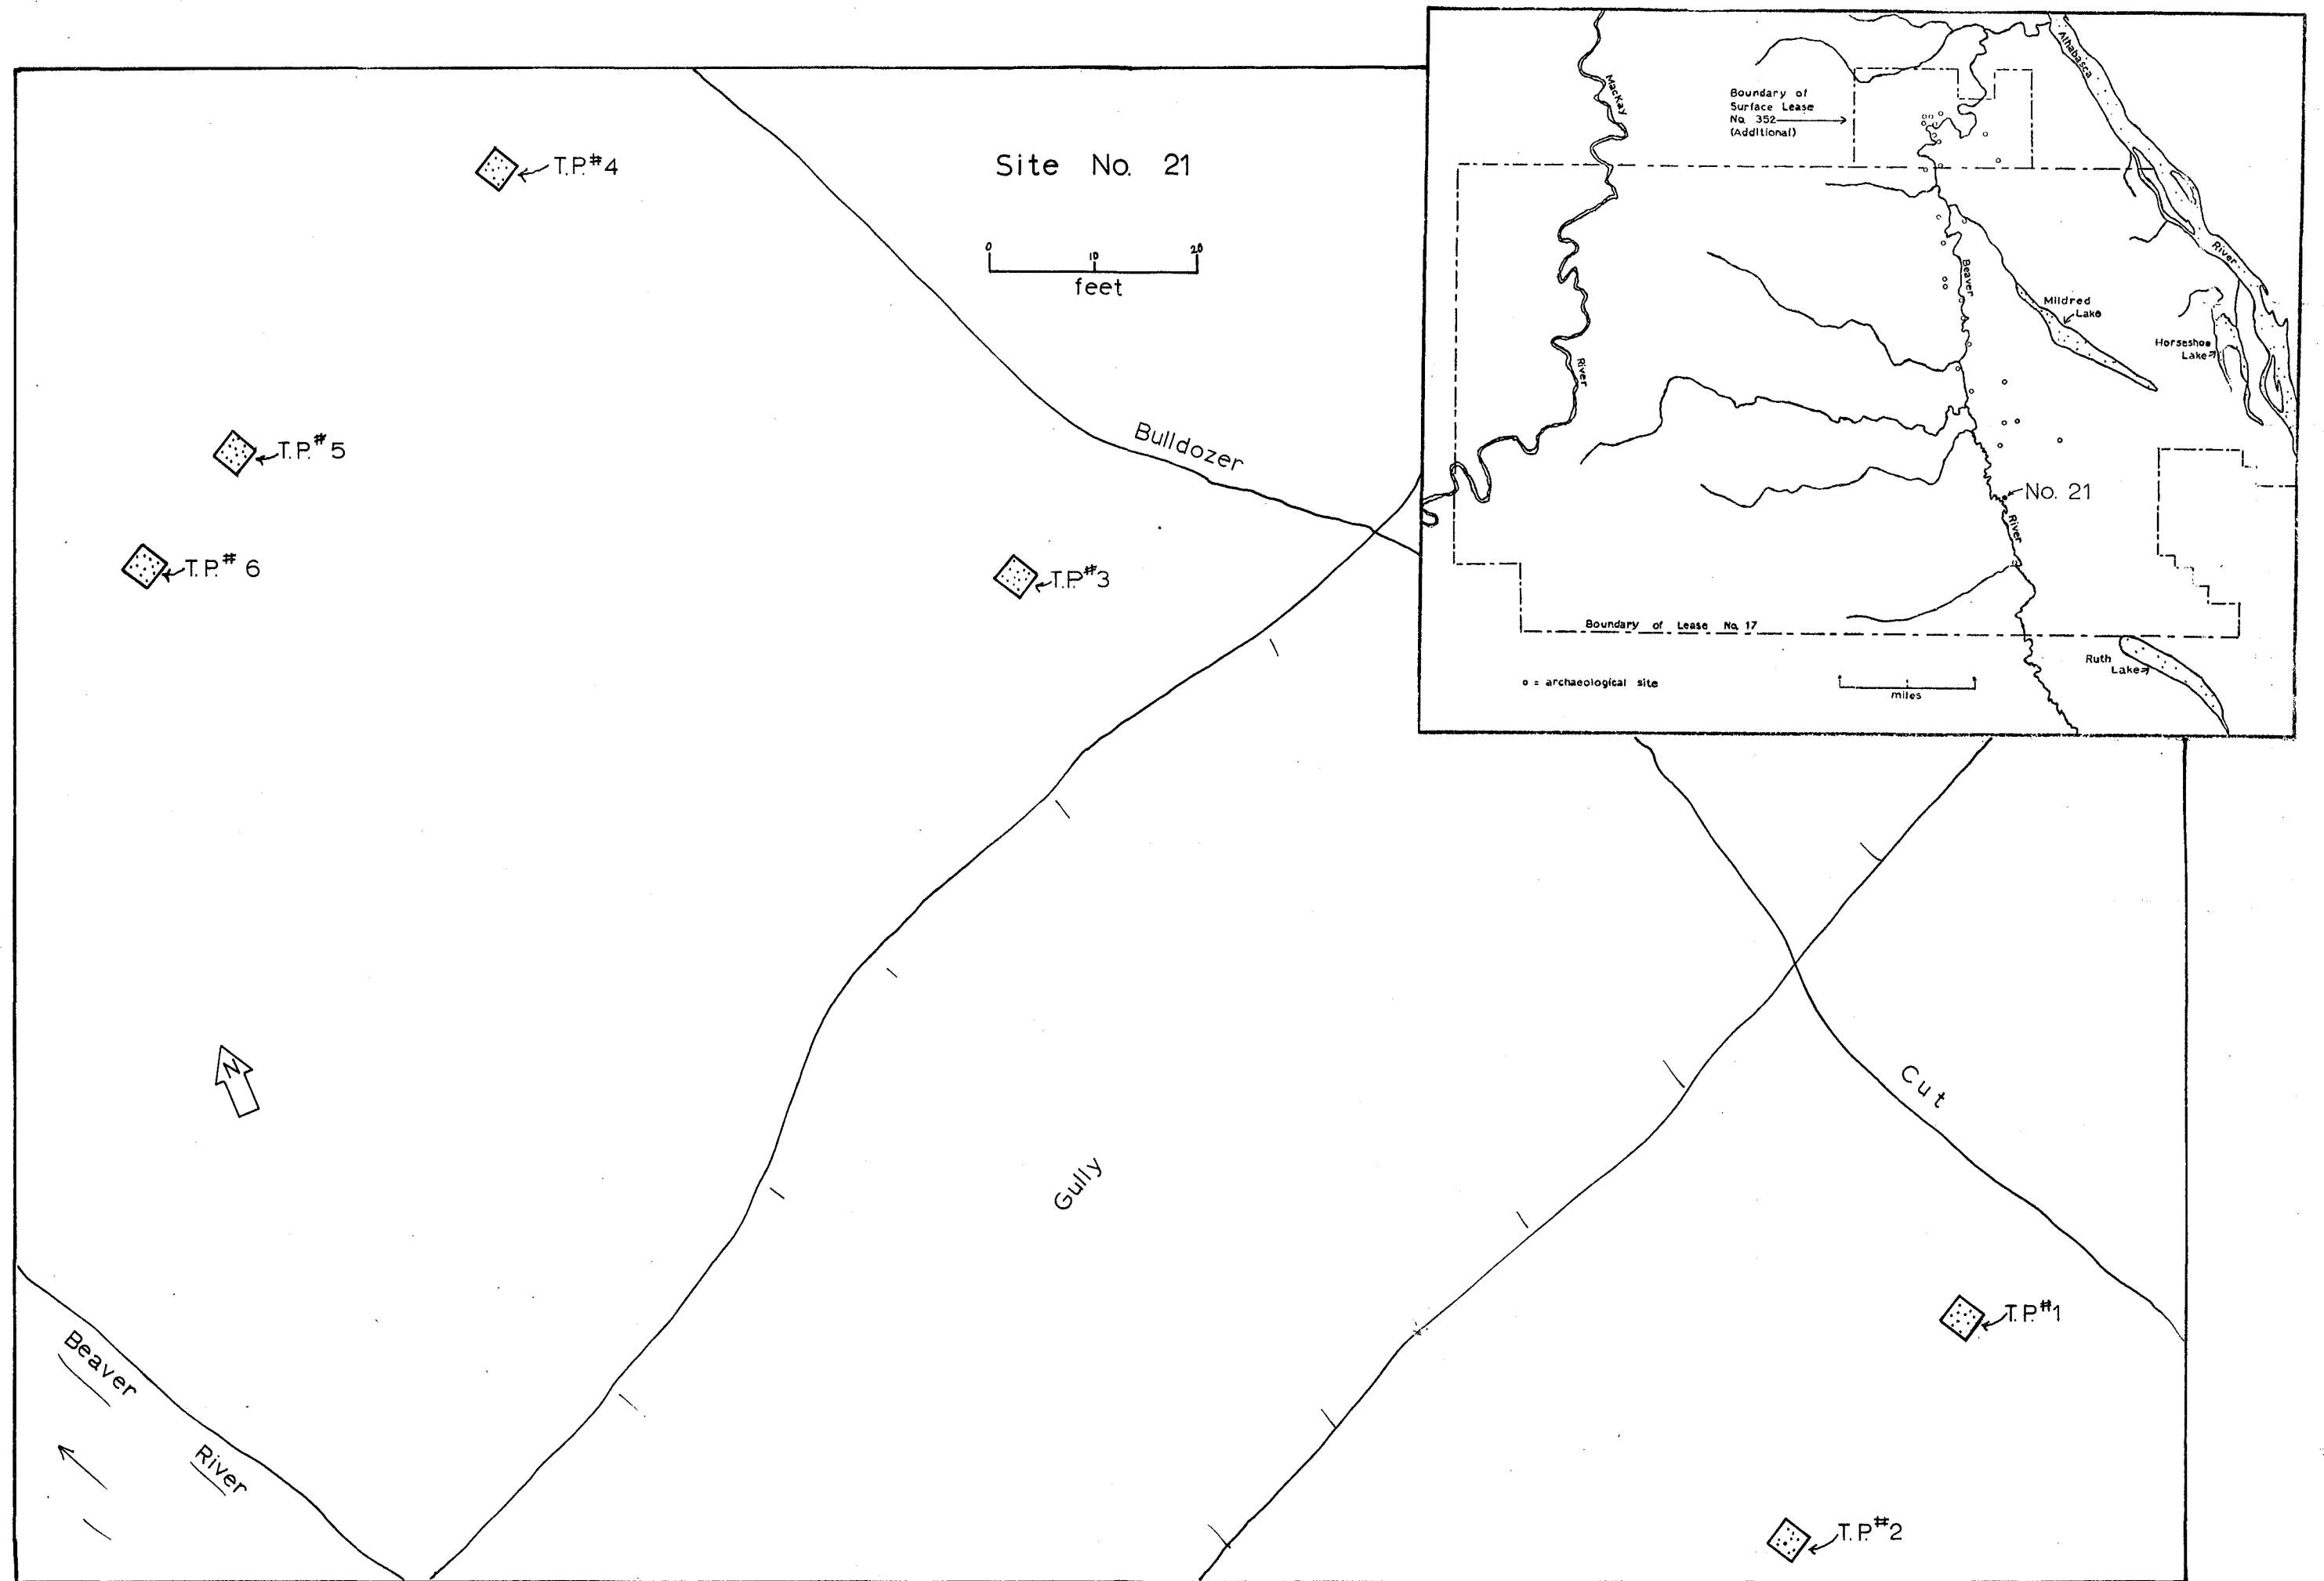 Site No. 21
0 10 20
feet
T.P.#4
T.P.#5
T.P.# 6
T.P.#3
Bulldozer
Cut
Gully
N
Beaver
River
T.P.#1
T.P.#2
MacKay
River
Athabasca
River
Boundary of
Surface Lease
No. 352
(Additional)
Beaver
River
Mildred
Lake
Horseshoe
Lake
No. 21
Boundary of Lease No. 17
Ruth
Lake
o = archaeological site
miles